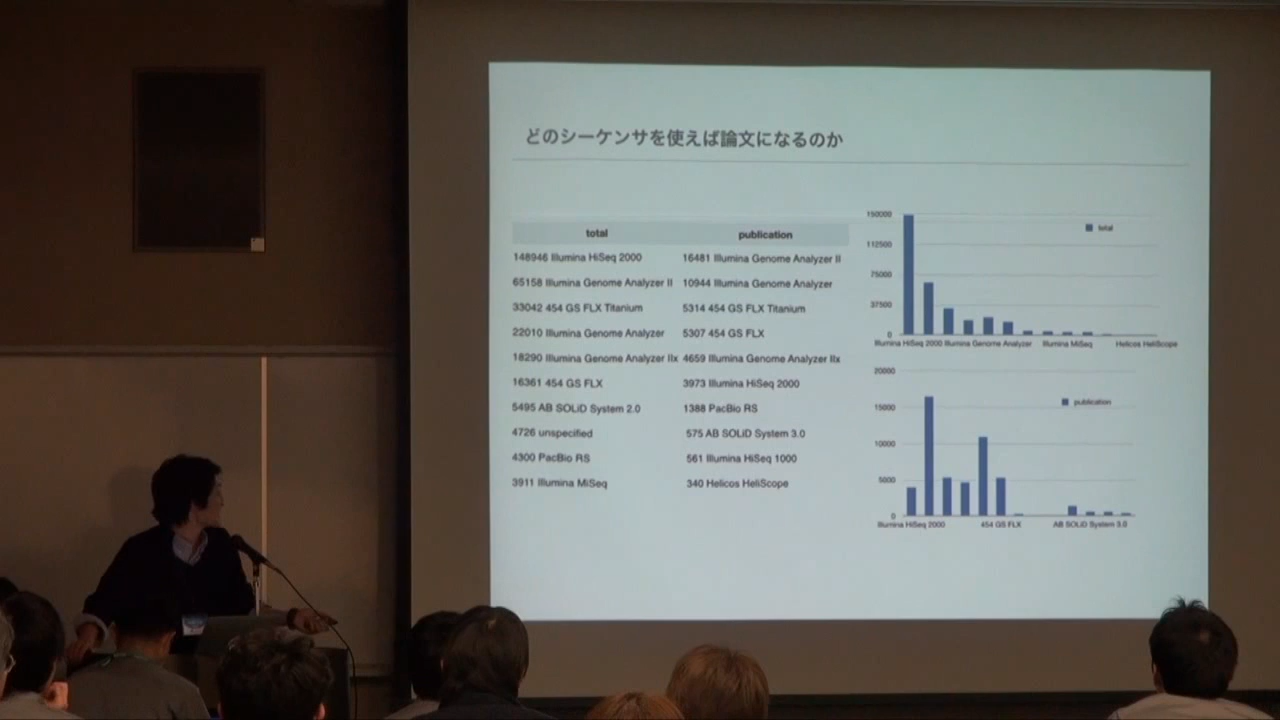 どのシーケンサを使えば論文になるのか
total publication
148946 Illumina HiSeq 2000 16481 Illumina Genome Analyzer II
65158 Illumina Genome Analyzer II 10944 Illumina Genome Analyzer
33042 454 GS FLX Titanium 5314 454 GS FLX Titanium
22010 Illumina Genome Analyzer 5307 454 GS FLX
18290 Illumina Genome Analyzer IIx 4659 Illumina Genome Analyzer IIx
16361 454 GS FLX 3973 Illumina HiSeq 2000
5495 AB SOLiD System 2.0 1388 PacBio RS
4726 unspecified 575 AB SOLiD System 3.0
4300 PacBio RS 561 Illumina HiSeq 1000
3911 Illumina MiSeq 340 Helicos HeliScope
150000
total
112500
75000
37500
0
Illumina HiSeq 2000 Illumina Genome Analyzer Illumina MiSeq Helicos HeliScope
20000
publication
15000
10000
5000
0
Illumina HiSeq 2000 454 GS FLX AB SOLiD System 3.0